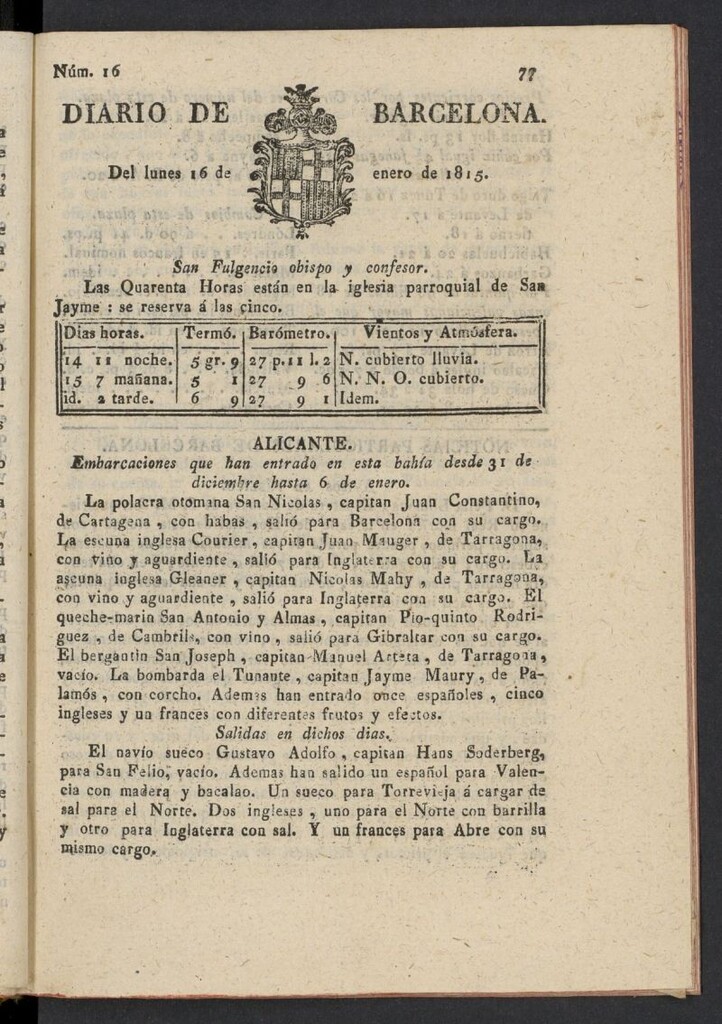 Núm. 16 77
DIARIO DE BARCELONA.
Del lunes 16 de enero de 1815.
San Fulgencio obispo y confesor.
Las Quarenta Horas están en la iglesia parroquial de San
Jayme : se reserva á las cinco.
Dias horas. Termó. Barómetro. Vientos y Atmósfera.
14 11 noche. 5 gr. 9 27 p. 11 l. 2 N. cubierto lluvia.
15 7 mañana. 5 1 27 9 6 N. N. O. cubierto.
id. 2 tarde. 6 9 27 9 1 Idem.
ALICANTE.
Embarcaciones que han entrado en esta bahía desde 31 de
diciembre hasta 6 de enero.
La polacra otomana San Nicolas , capitan Juan Constantino,
de Cartagena , con habas , salió para Barcelona con su cargo.
La escuna inglesa Courier , capitan Juan Mauger , de Tarragona,
con vino y aguardiente , salió para Inglaterra con su cargo. La
ascuna inglesa Gleaner , capitan Nicolas Mahy , de Tarragona,
con vino y aguardiente , salió para Inglaterra con su cargo. El
queche-marin San Antonio y Almas , capitan Pio-quinto Rodri-
guez , de Cambrils, con vino , salió para Gibraltar con su cargo.
El bergantin San Joseph , capitan Manuel Arteta , de Tarragona ,
vacío. La bombarda el Tunante , capitan Jayme Maury , de Pa-
lamós , con corcho. Ademas han entrado once españoles , cinco
ingleses y un frances con diferentes frutos y efectos.
Salidas en dichos dias.
El navío sueco Gustavo Adolfo , capitan Hans Suderberg,
para San Felio, vacío. Ademas han salido un español para Valen-
cia con madera y bacalao. Un sueco para Torrevieja á cargar de
sal para el Norte. Dos ingleses , uno para el Norte con barrilla
y otro para Inglaterra con sal. Y un frances para Abre con su
mismo cargo.